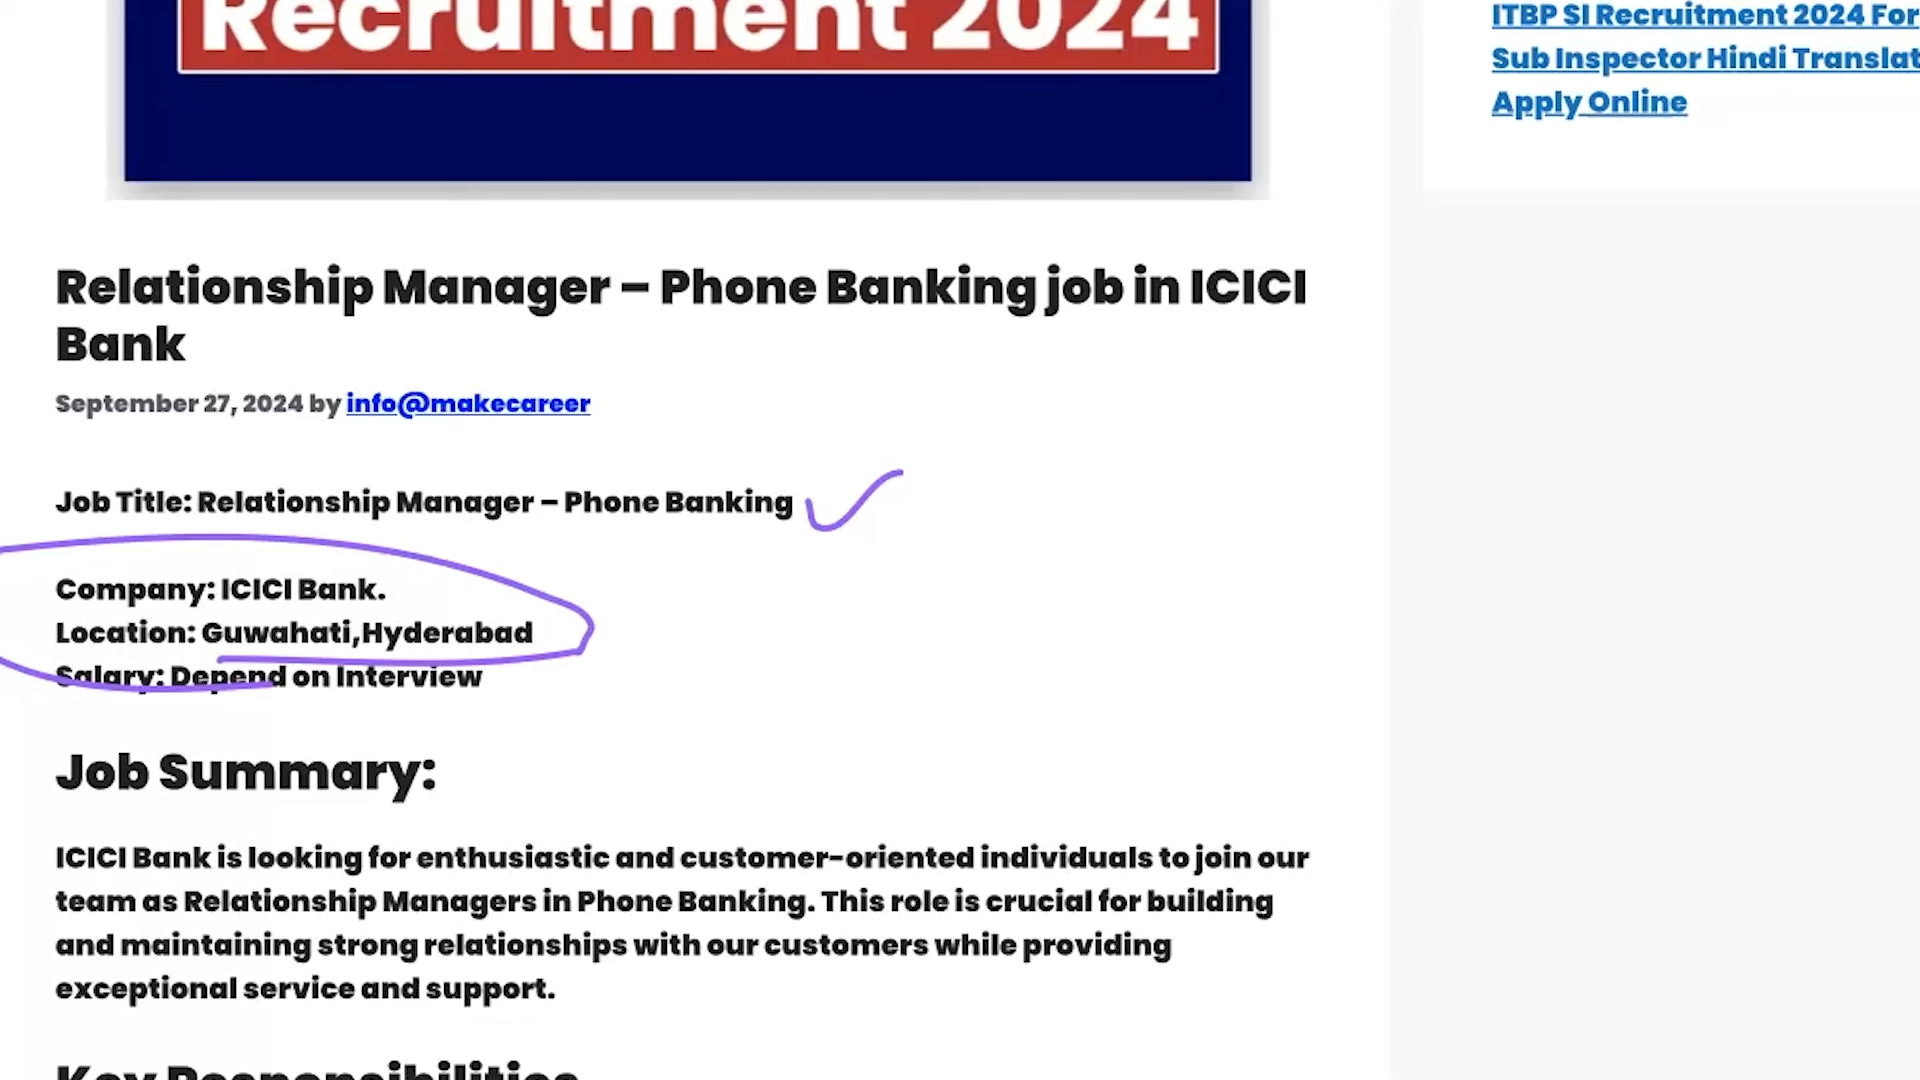 Recruitment 2024
ITBP SI Recruitment 2024 For
Sub Inspector Hindi Translat
Apply Online
Relationship Manager – Phone Banking job in ICICI
Bank
September 27, 2024 by info@makecareer
Job Title: Relationship Manager – Phone Banking
Company: ICICI Bank.
Location: Guwahati,Hyderabad
Salary: Depend on Interview
Job Summary:
ICICI Bank is looking for enthusiastic and customer-oriented individuals to join our
team as Relationship Managers in Phone Banking. This role is crucial for building
and maintaining strong relationships with our customers while providing
exceptional service and support.
Key Responsibilities